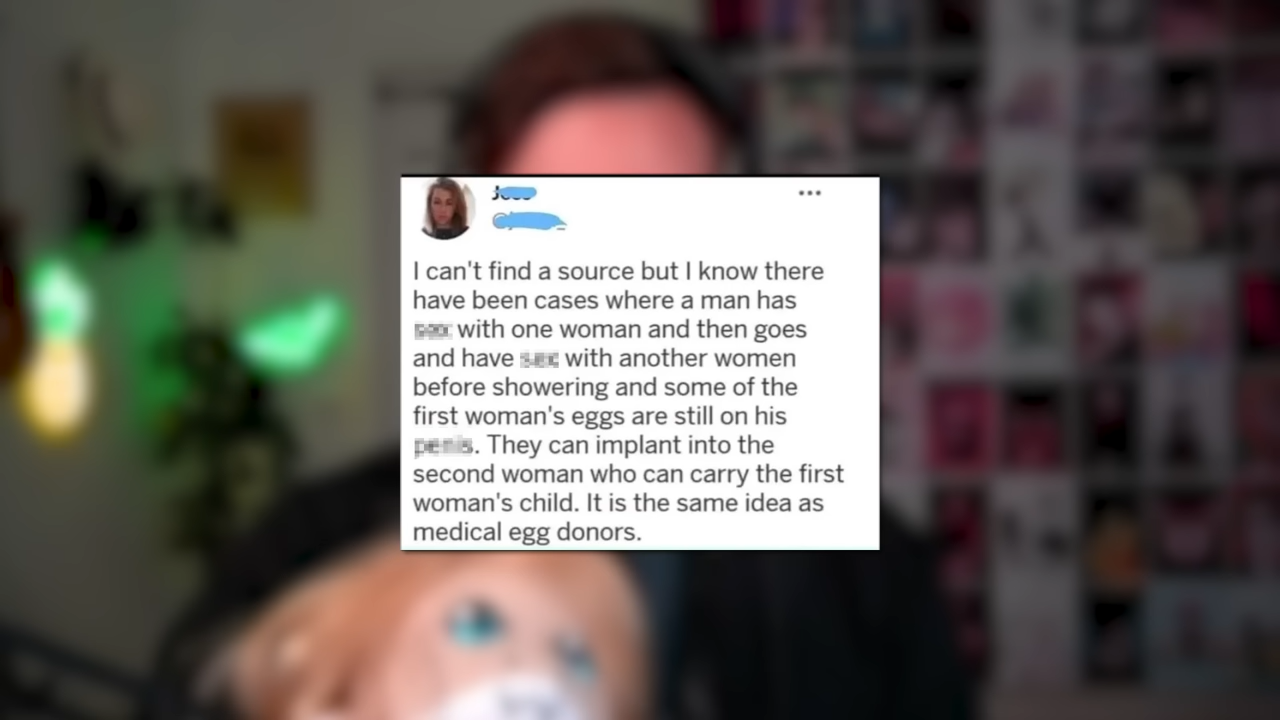 I can't find a source but I know there
have been cases where a man has
sex with one woman and then goes
and have sex with another women
before showering and some of the
first woman's eggs are still on his
penis. They can implant into the
second woman who can carry the first
woman's child. It is the same idea as
medical egg donors.